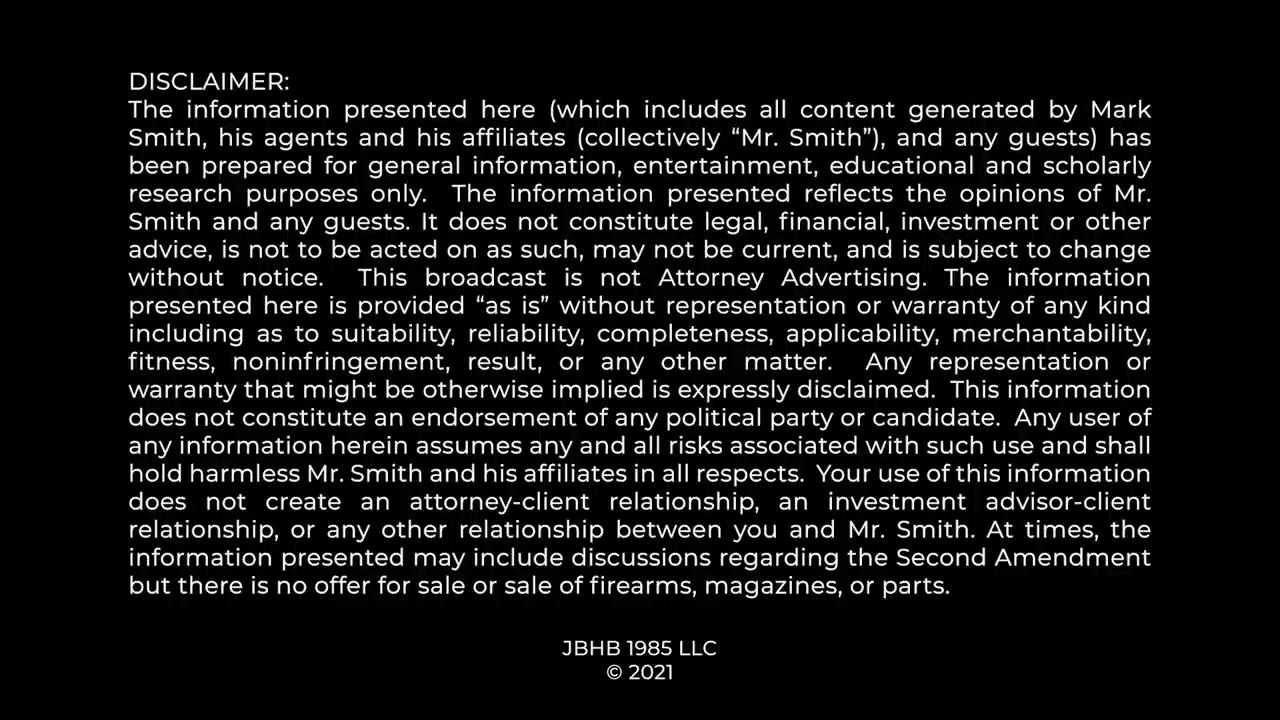 DISCLAIMER:
The information presented here (which includes all content generated by Mark
Smith, his agents and his affiliates (collectively “Mr. Smith”), and any guests) has
been prepared for general information, entertainment, educational and scholarly
research purposes only.  The information presented reflects the opinions of Mr.
Smith and any guests. It does not constitute legal, financial, investment or other
advice, is not to be acted on as such, may not be current, and is subject to change
without notice.  This broadcast is not Attorney Advertising. The information
presented here is provided “as is” without representation or warranty of any kind
including as to suitability, reliability, completeness, applicability, merchantability,
fitness, noninfringement, result, or any other matter.  Any representation or
warranty that might be otherwise implied is expressly disclaimed.  This information
does not constitute an endorsement of any political party or candidate.  Any user of
any information herein assumes any and all risks associated with such use and shall
hold harmless Mr. Smith and his affiliates in all respects.  Your use of this information
does not create an attorney-client relationship, an investment advisor-client
relationship, or any other relationship between you and Mr. Smith. At times, the
information presented may include discussions regarding the Second Amendment
but there is no offer for sale or sale of firearms, magazines, or parts.
JBHB 1985 LLC
© 2021